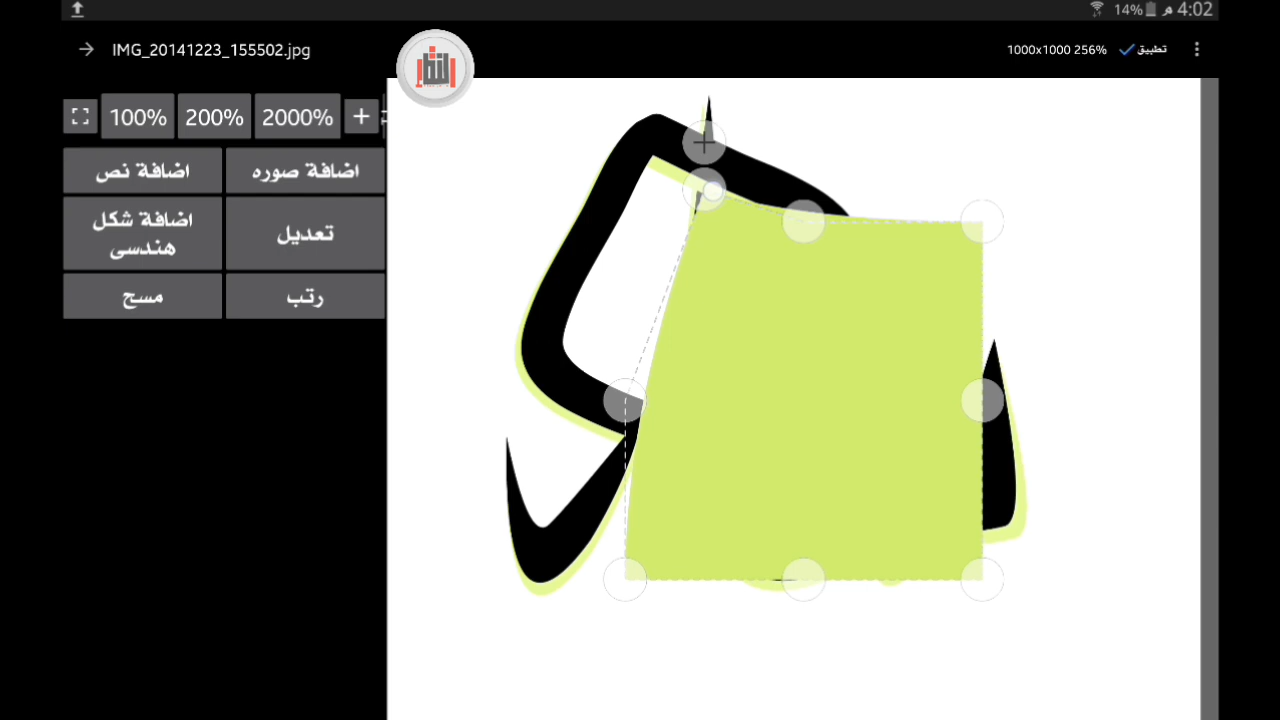 14% م 4:02
IMG_20141223_155502.jpg
1000x1000 256% تطبيق
100% 200% 2000% +
اضافة نص
اضافة صوره
اضافة شكل
هندسى
تعديل
مسح
رتب